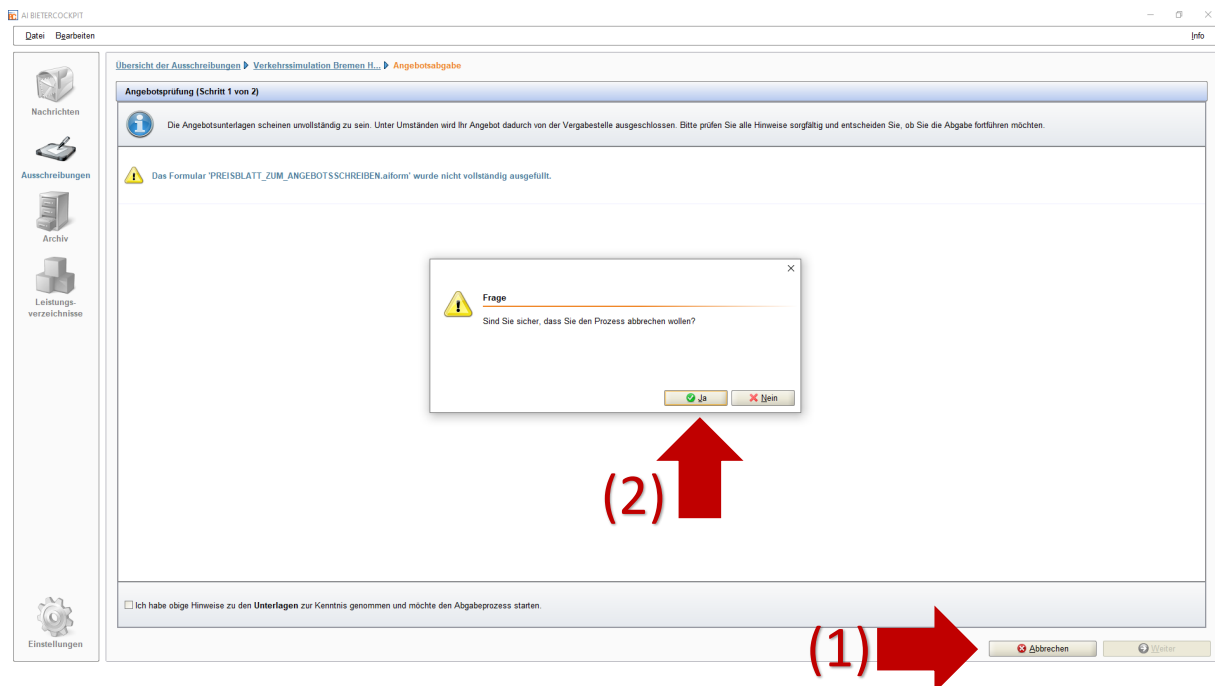 AI BIETERCOCKPIT
Datei Bearbeiten Info
Übersicht der Ausschreibungen Verkehrssimulation Bremen H... Angebotsabgabe
Angebotsprüfung (Schritt 1 von 2)
Nachrichten
Die Angebotsunterlagen scheinen unvollständig zu sein. Unter Umständen wird Ihr Angebot dadurch von der Vergabestelle ausgeschlossen. Bitte prüfen Sie alle Hinweise sorgfältig und entscheiden Sie, ob Sie die Abgabe fortführen möchten.
Ausschreibungen
Das Formular 'PREISBLATT_ZUM_ANGEBOTSSCHREIBEN.aiform' wurde nicht vollständig ausgefüllt.
Archiv
Leistungs-
verzeichnisse
Frage
Sind Sie sicher, dass Sie den Prozess abbrechen wollen?
Ja Nein
(2)
Ich habe obige Hinweise zu den Unterlagen zur Kenntnis genommen und möchte den Abgabeprozess starten.
Einstellungen
(1)
Abbrechen Weiter